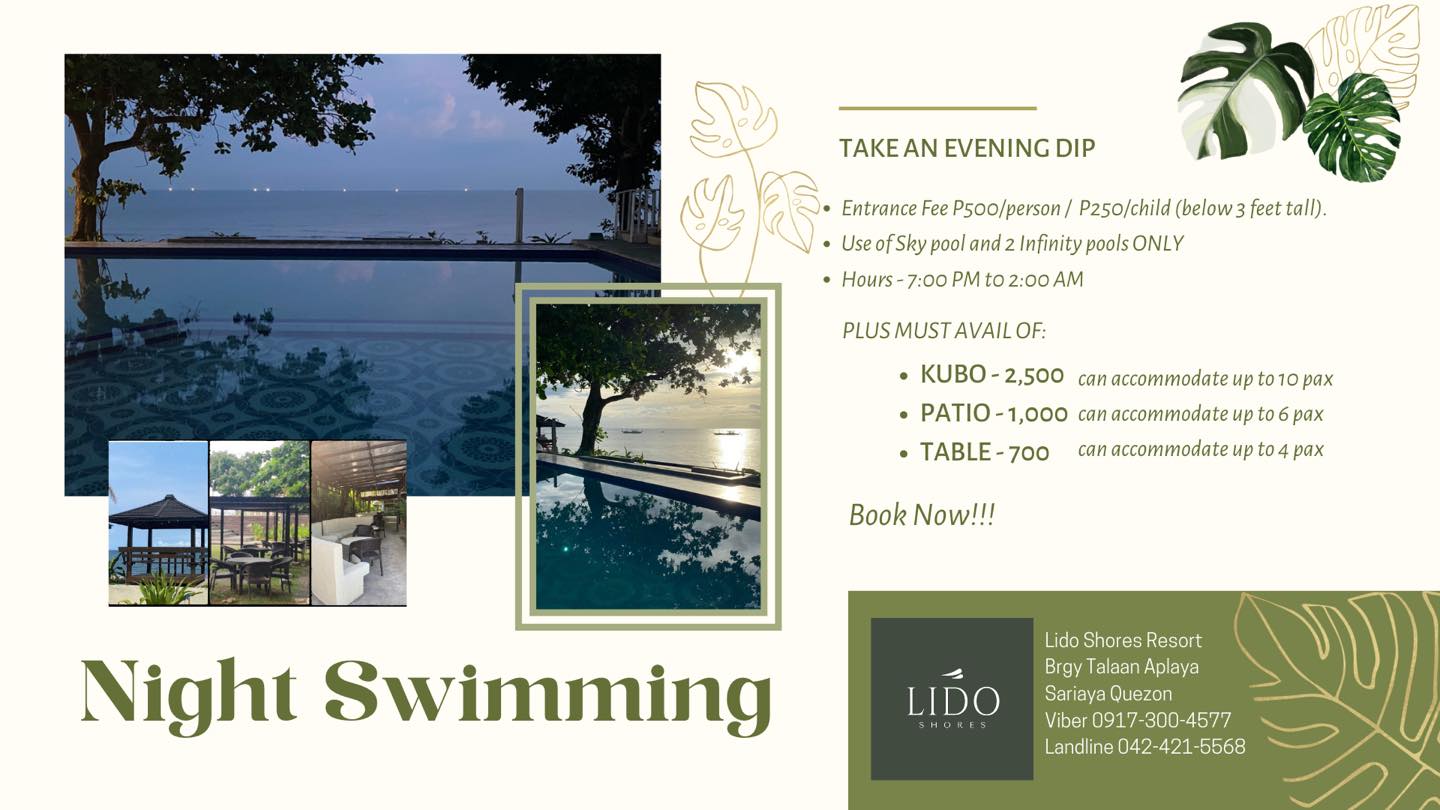 TAKE AN EVENING DIP
• Entrance Fee P500/person / P250/child (below 3 feet tall).
• Use of Sky pool and 2 Infinity pools ONLY
• Hours - 7:00 PM to 2:00 AM
PLUS MUST AVAIL OF:
• KUBO - 2,500 can accommodate up to 10 pax
• PATIO - 1,000 can accommodate up to 6 pax
• TABLE - 700 can accommodate up to 4 pax
Book Now!!!
Night Swimming
LIDO
SHORES
Lido Shores Resort
Brgy Talaan Aplaya
Sariaya Quezon
Viber 0917-300-4577
Landline 042-421-5568